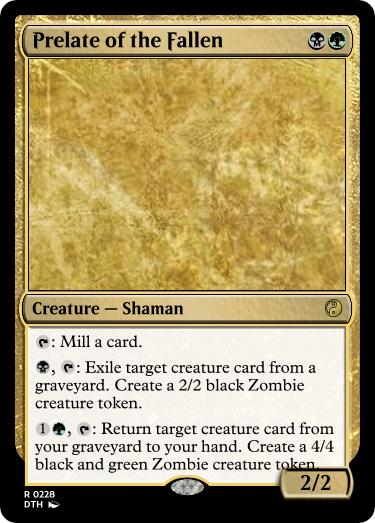 Prelate of the Fallen
Creature — Shaman
: Mill a card.
, : Exile target creature card from a
graveyard. Create a 2/2 black Zombie
creature token.
1 , : Return target creature card from
your graveyard to your hand. Create a 4/4
black and green Zombie creature token.
2/2
R 0228
DTH